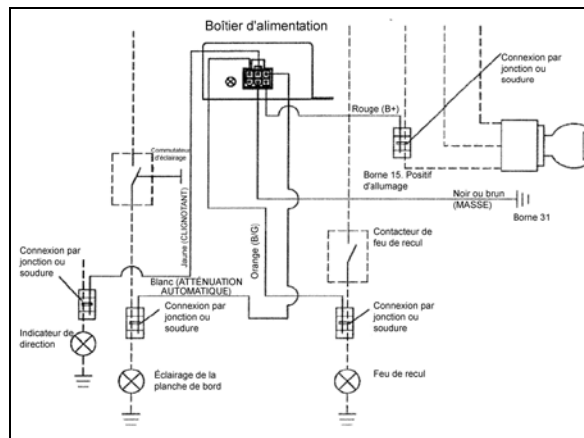 Boîtier d'alimentation
Connexion par
jonction ou
soudure
Rouge (B+)
Commutateur
d'éclairage
Borne 15. Positif
d'allumage
Noir ou brun
(MASSE)
Borne 31
Jaune (CLIGNOTANT)
Orange (B/G)
Contacteur de
feu de recul
Connexion par
jonction ou
soudure
Blanc (ATTÉNUATION
AUTOMATIQUE)
Connexion par
jonction ou
soudure
Connexion par
jonction ou
soudure
Indicateur de
direction
Éclairage de la
planche de bord
Feu de recul